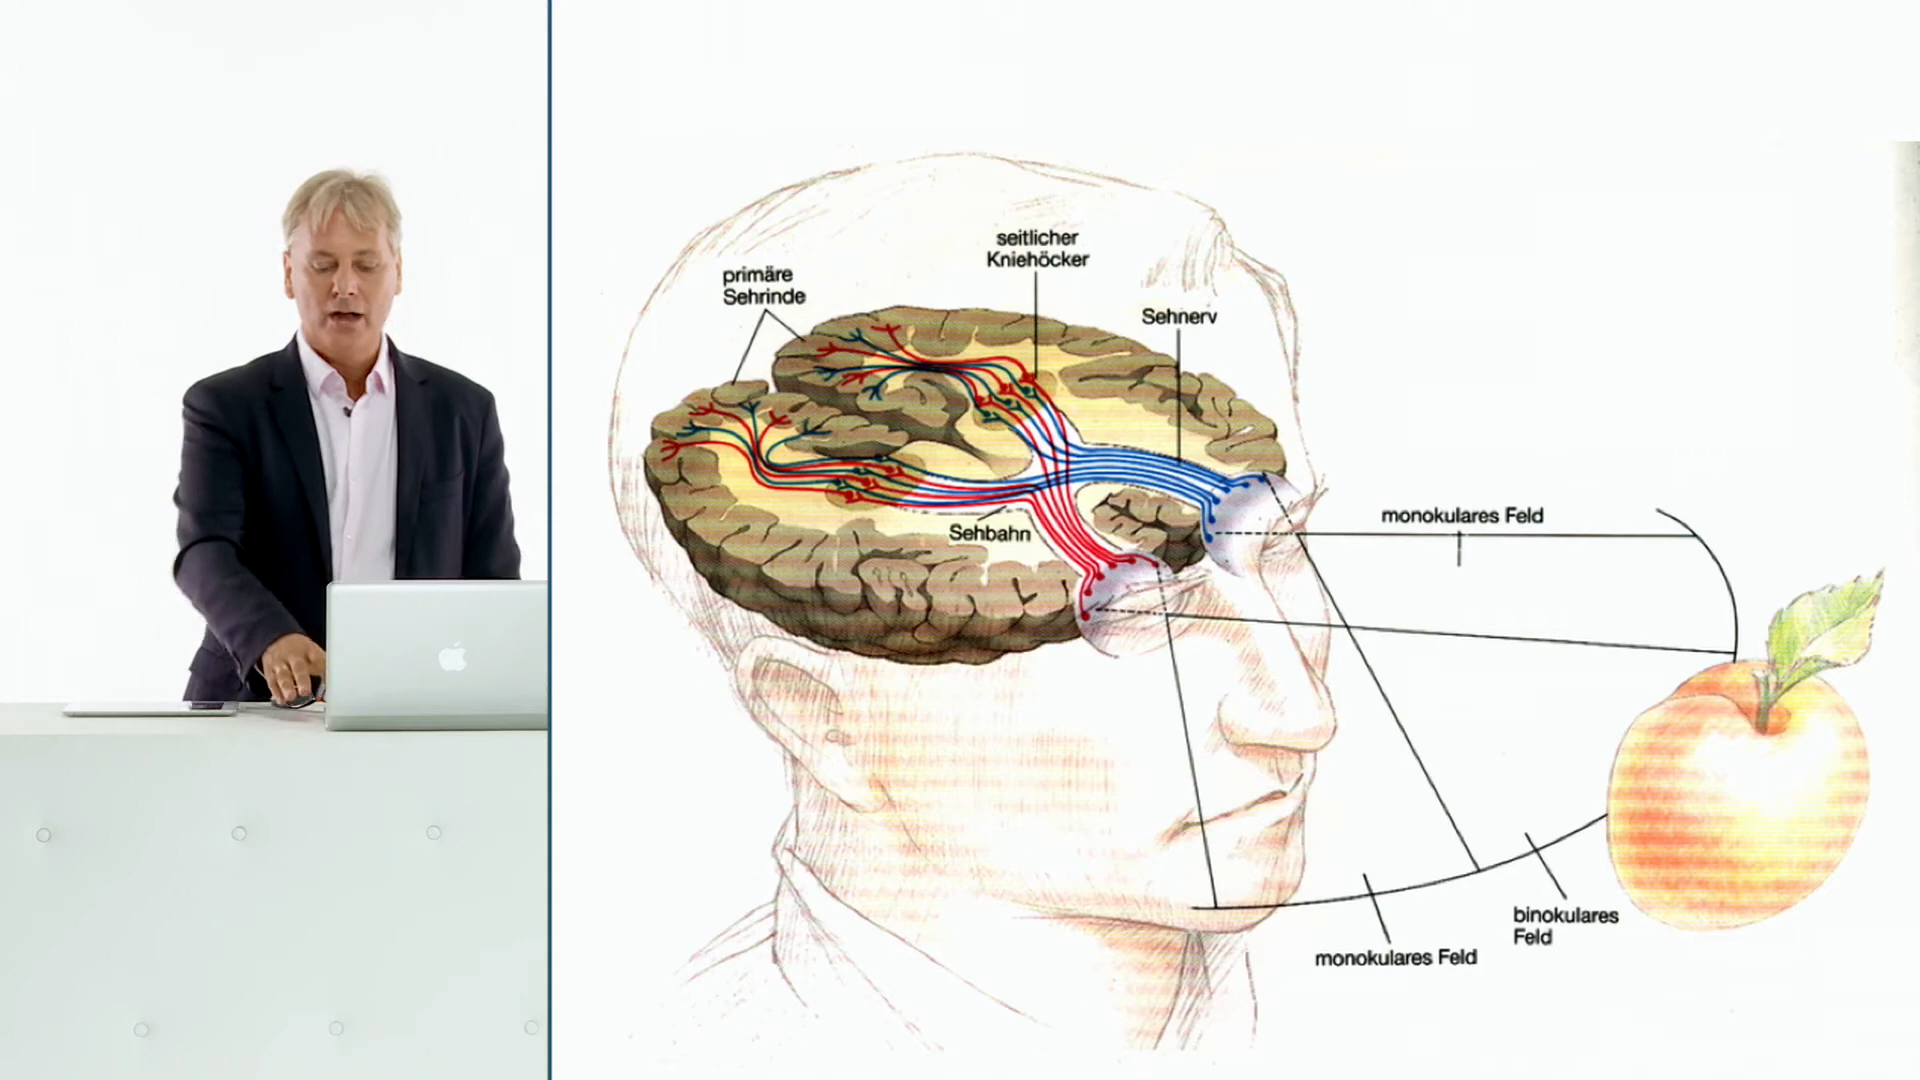 seitlicher
Kniehöcker
primäre
Sehrinde
Sehnerv
monokulares Feld
Sehbahn
binokulares
Feld
monokulares Feld